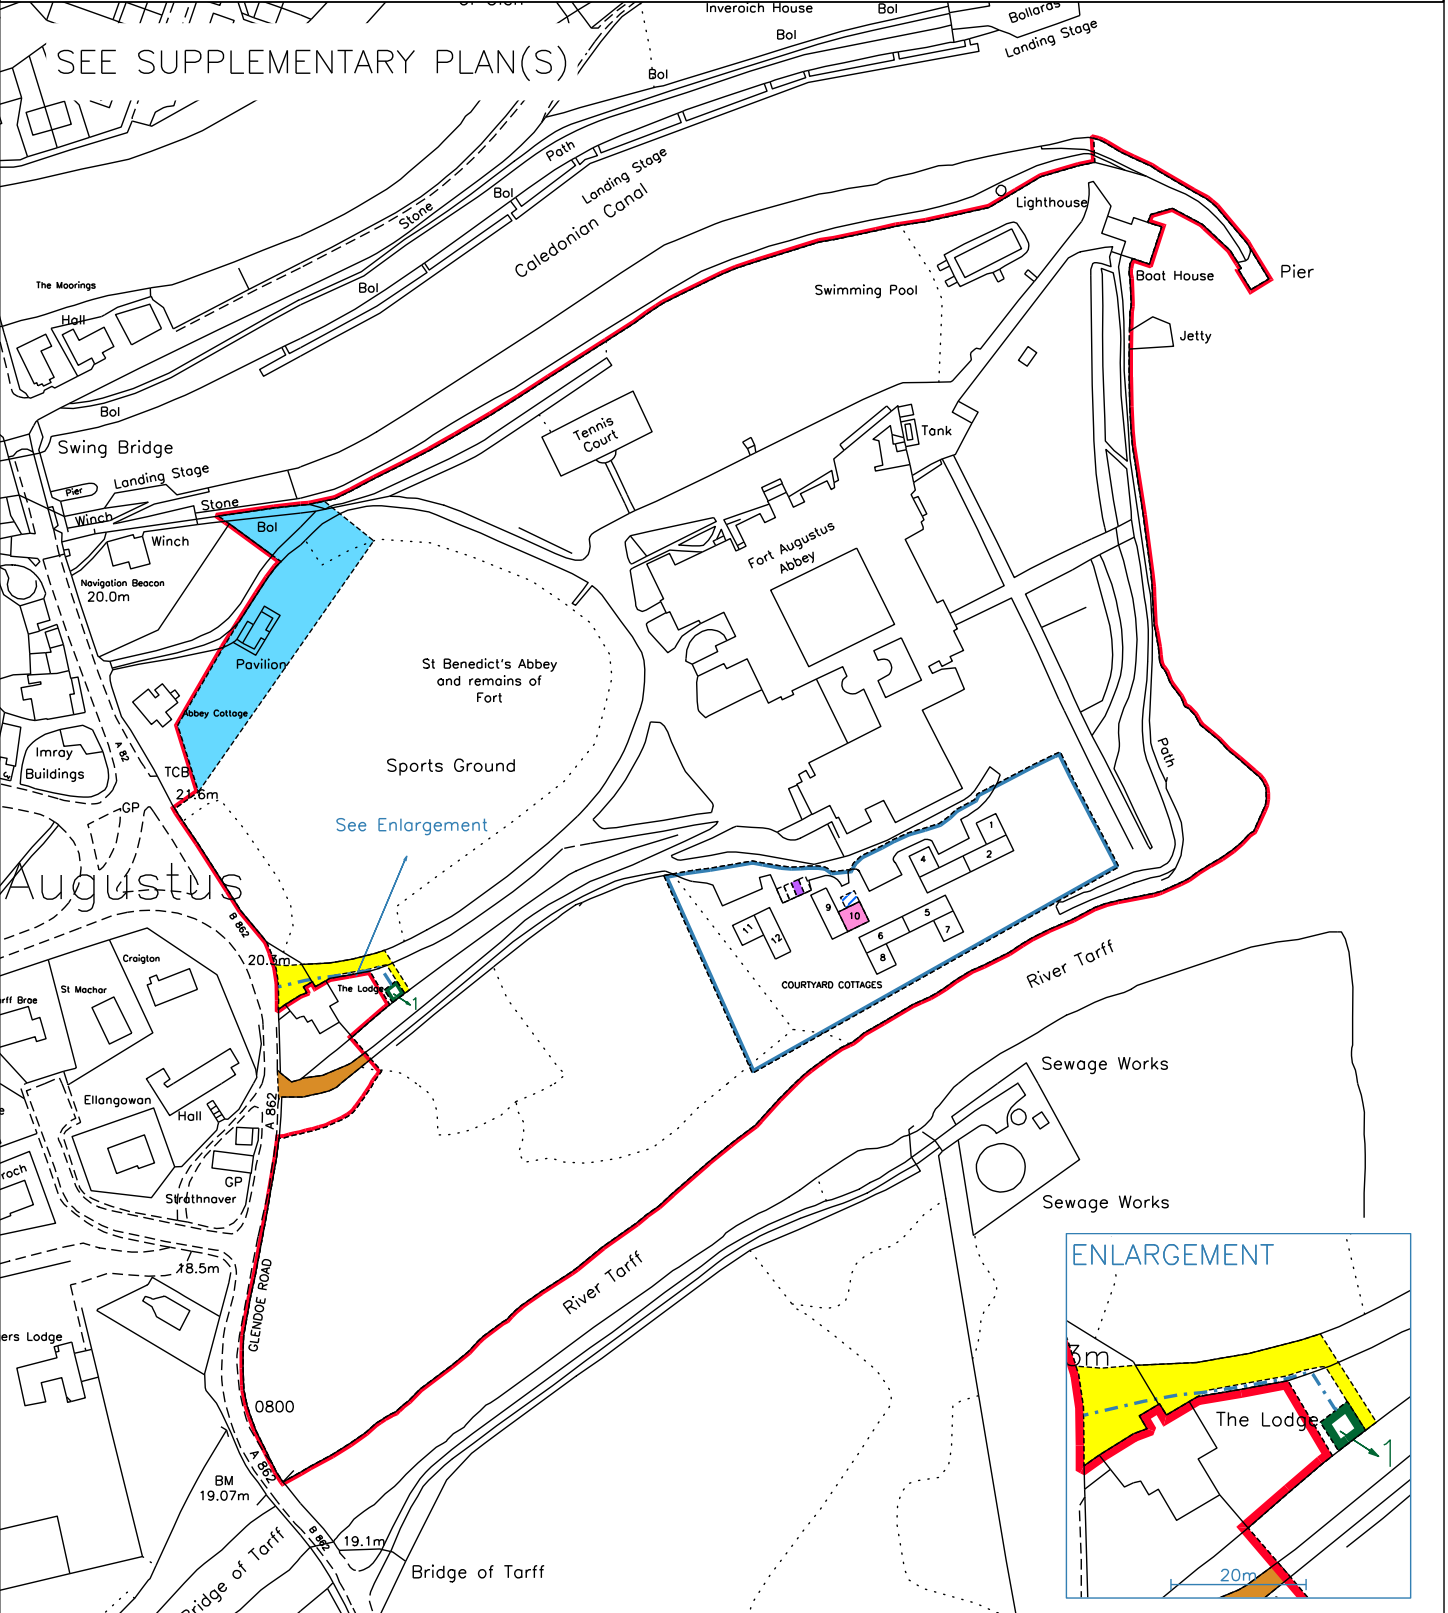 Inveroich House
Bol
Bollards
Landing Stage
Bol
SEE SUPPLEMENTARY PLAN(S)
Bol
Path
Landing Stage
Bol
Stone
Caledonian Canal
Lighthouse
Pier
Boat House
The Moorings
Bol
Swimming Pool
Hall
Jetty
Bol
Tennis
Court
Tank
Swing Bridge
Landing Stage
Pier
Stone
Winch
Bol
Winch
Fort Augustus
Abbey
Navigation Beacon
20.0m
Pavilion
St Benedict's Abbey
and remains of
Fort
Abbey Cottage
A 82
Imray
Buildings
Path
Sports Ground
TCB
21.6m
GP
See Enlargement
1
2
4
Augustus
9
10
5
7
6
8
11
12
B 862
20.3m
Craigton
St Machar
The Lodge
1
COURTYARD COTTAGES
River Tarff
rff Brae
Sewage Works
Ellangowan
Hall
A 862
roch
GP
Strathnaver
Sewage Works
18.5m
River Tarff
GLENDOE ROAD
ers Lodge
0800
A 862
BM
19.07m
B 862
19.1m
Bridge of Tarff
Bridge of Tarff
ENLARGEMENT
3m
The Lodge
1
20m